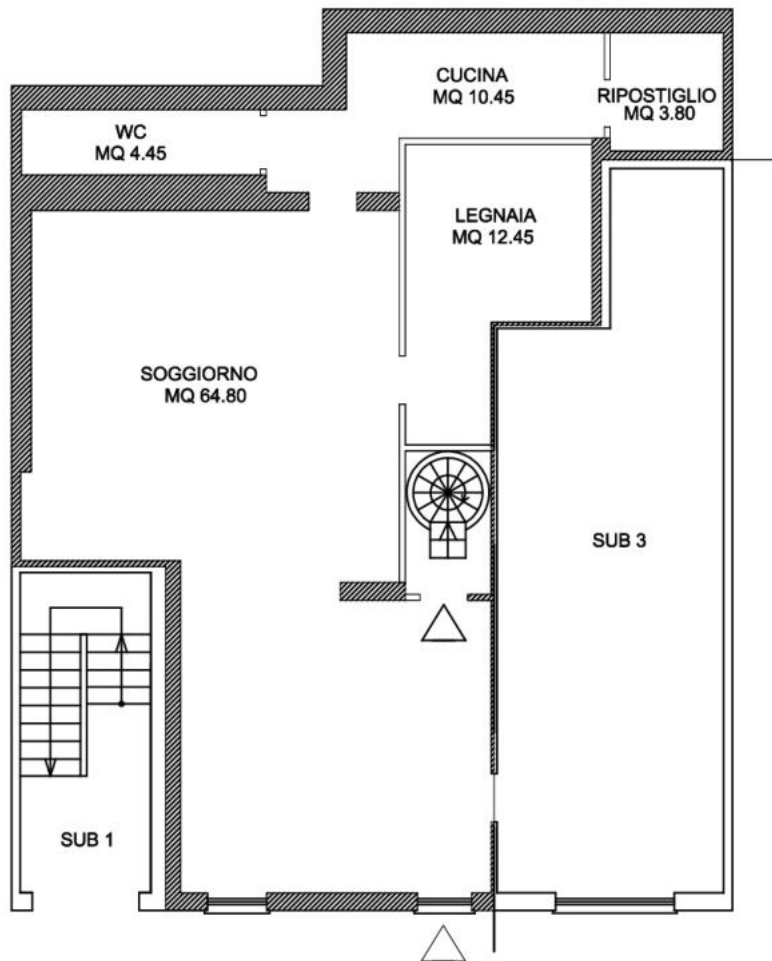 CUCINA
MQ 10.45
RIPOSTIGLIO
MQ 3.80
WC
MQ 4.45
LEGNAIA
MQ 12.45
SOGGIORNO
MQ 64.80
SUB 3
SUB 1